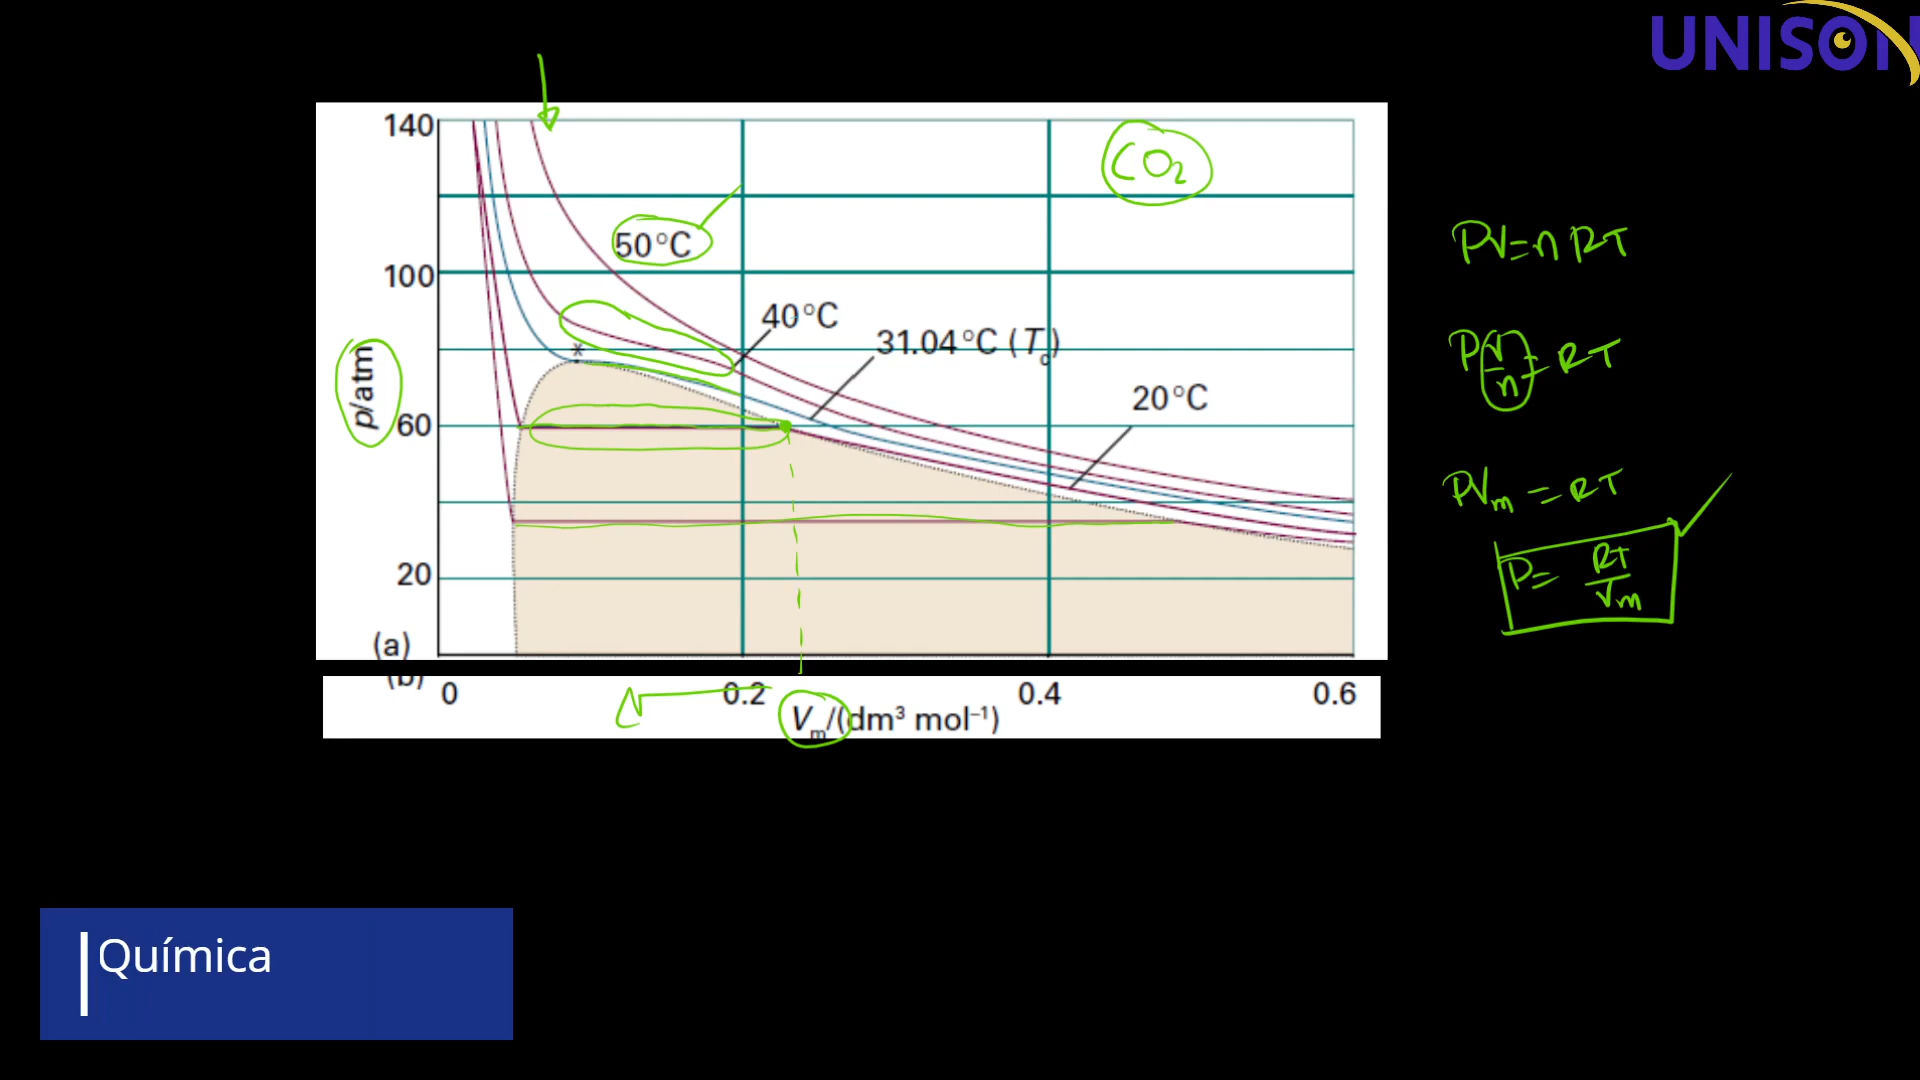 UNISON
140
CO₂
50°C
PV=nRT
100
40°C
31.04°C (Tc)
P(V/n)=RT
p/atm
20°C
60
PVm=RT
P= RT/Vm
20
(a)
(b)
0 0.2 0.4 0.6
Vm/(dm³ mol⁻¹)
Química